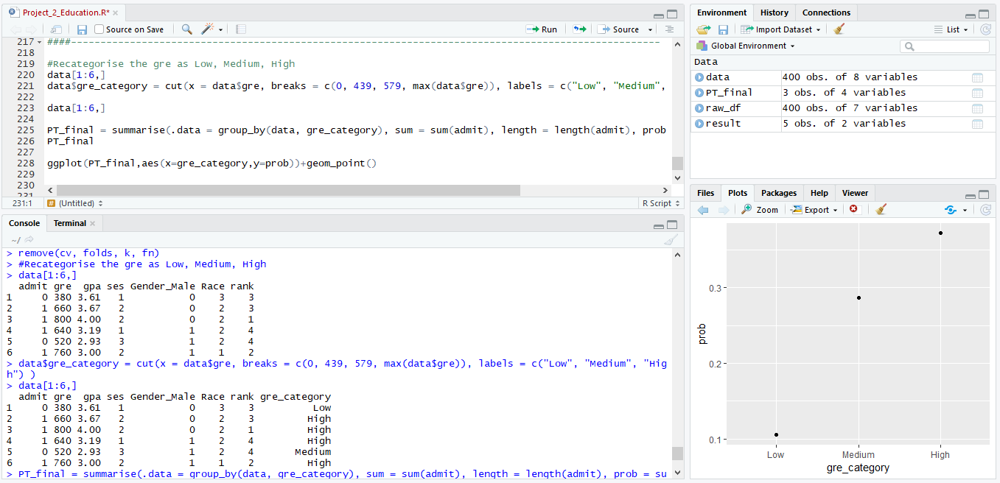 Project_2_Education.R*
Source on Save
Run
Source
217 ####----------------------------------------------------------------------------------------------------
218
219 #Recategorise the gre as Low, Medium, High
220 data[1:6,]
221 data$gre_category = cut(x = data$gre, breaks = c(0, 439, 579, max(data$gre)), labels = c("Low", "Medium",
222
223 data[1:6,]
224
225 PT_final = summarise(.data = group_by(data, gre_category), sum = sum(admit), length = length(admit), prob
226 PT_final
227
228 ggplot(PT_final,aes(x=gre_category,y=prob))+geom_point()
229
230
231
231:1 # (Untitled) R Script
Console Terminal
~/
> remove(cv, folds, k, fn)
> #Recategorise the gre as Low, Medium, High
> data[1:6,]
admit gre gpa ses Gender_Male Race rank
1 0 380 3.61 1 0 3 3
2 1 660 3.67 2 0 2 3
3 1 800 4.00 2 0 2 1
4 1 640 3.19 1 1 2 4
5 0 520 2.93 3 1 2 4
6 1 760 3.00 2 1 1 2
> data$gre_category = cut(x = data$gre, breaks = c(0, 439, 579, max(data$gre)), labels = c("Low", "Medium", "Hig
h") )
> data[1:6,]
admit gre gpa ses Gender_Male Race rank gre_category
1 0 380 3.61 1 0 3 3 Low
2 1 660 3.67 2 0 2 3 High
3 1 800 4.00 2 0 2 1 High
4 1 640 3.19 1 1 2 4 High
5 0 520 2.93 3 1 2 4 Medium
6 1 760 3.00 2 1 1 2 High
> PT_final = summarise(.data = group_by(data, gre_category), sum = sum(admit), length = length(admit), prob = su
Environment History Connections
Import Dataset List
Global Environment
Data
data 400 obs. of 8 variables
PT_final 3 obs. of 4 variables
raw_df 400 obs. of 7 variables
result 5 obs. of 2 variables
Files Plots Packages Help Viewer
Zoom Export
prob
0.3
0.2
0.1
Low Medium High
gre_category